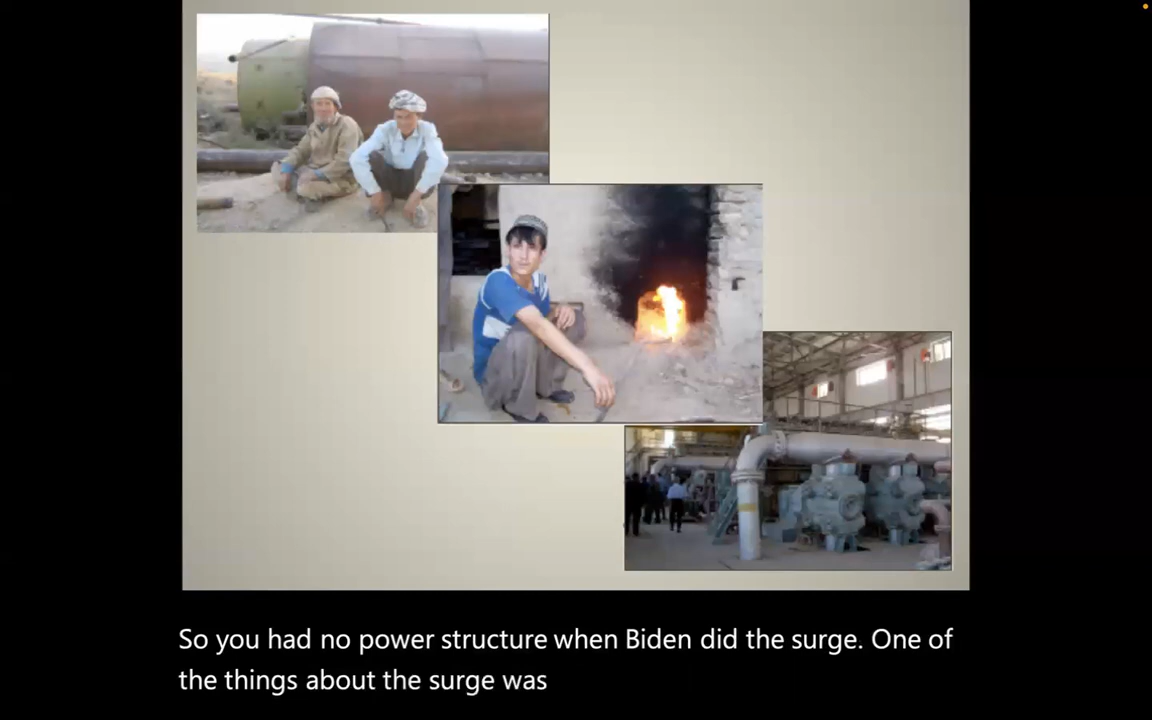 So you had no power structure when Biden did the surge. One of
the things about the surge was